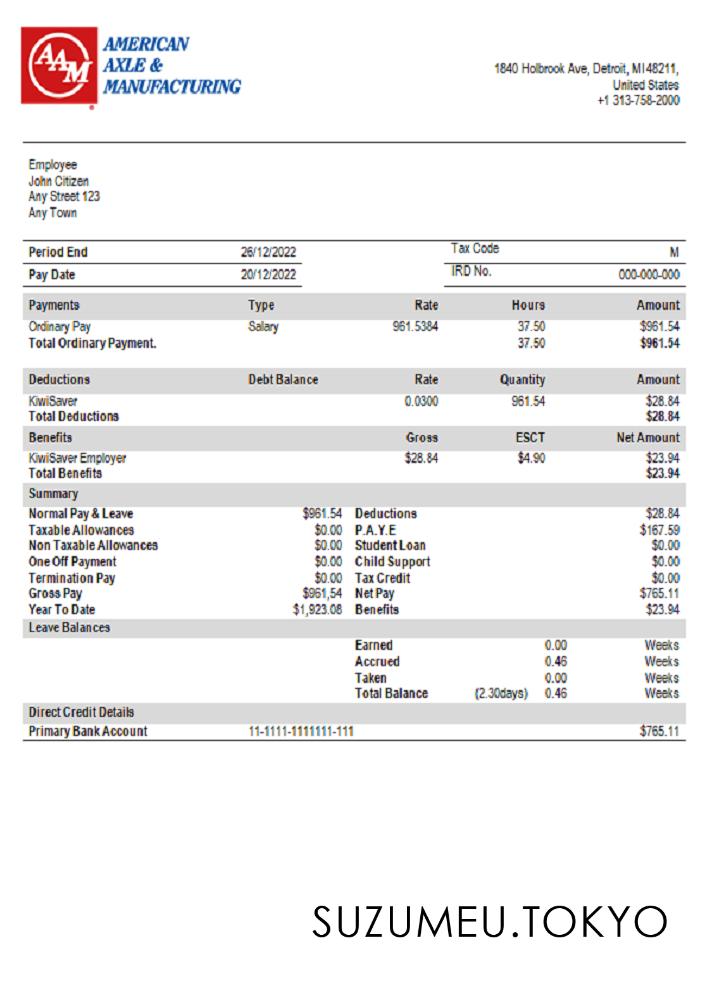 AAM
AMERICAN
AXLE &
MANUFACTURING
1840 Holbrook Ave, Detroit, MI48211,
United States
+1 313-758-2000
Employee
John Citizen
Any Street 123
Any Town
Period End 26/12/2022 Tax Code M
Pay Date 20/12/2022 IRD No. 000-000-000
Payments Type Rate Hours Amount
Ordinary Pay Salary 961.5384 37.50 $961.54
Total Ordinary Payment. 37.50 $961.54
Deductions Debt Balance Rate Quantity Amount
KiwiSaver 0.0300 961.54 $28.84
Total Deductions $28.84
Benefits Gross ESCT Net Amount
KiwiSaver Employer $28.84 $4.90 $23.94
Total Benefits $23.94
Summary
Normal Pay & Leave $961.54 Deductions $28.84
Taxable Allowances $0.00 P.A.Y.E $167.59
Non Taxable Allowances $0.00 Student Loan $0.00
One Off Payment $0.00 Child Support $0.00
Termination Pay $0.00 Tax Credit $0.00
Gross Pay $961,54 Net Pay $765.11
Year To Date $1,923.08 Benefits $23.94
Leave Balances
Earned 0.00 Weeks
Accrued 0.46 Weeks
Taken 0.00 Weeks
Total Balance (2.30days) 0.46 Weeks
Direct Credit Details
Primary Bank Account 11-1111-1111111-111 $765.11
SUZUMEU.TOKYO